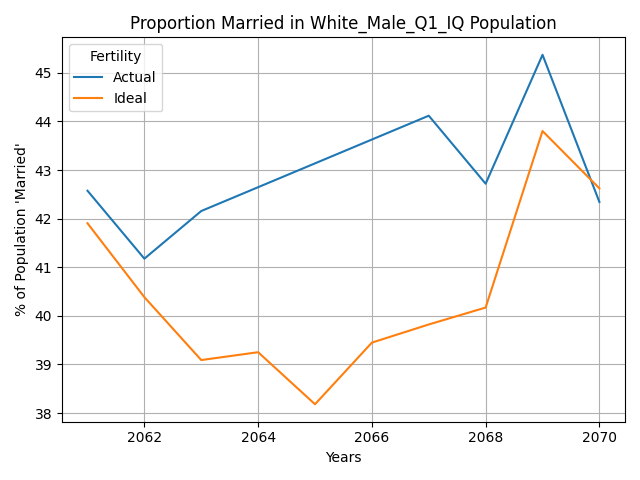 Proportion Married in White_Male_Q1_IQ Population
Fertility
Actual
Ideal
% of Population 'Married'
45
44
43
42
41
40
39
38
2062 2064 2066 2068 2070
Years